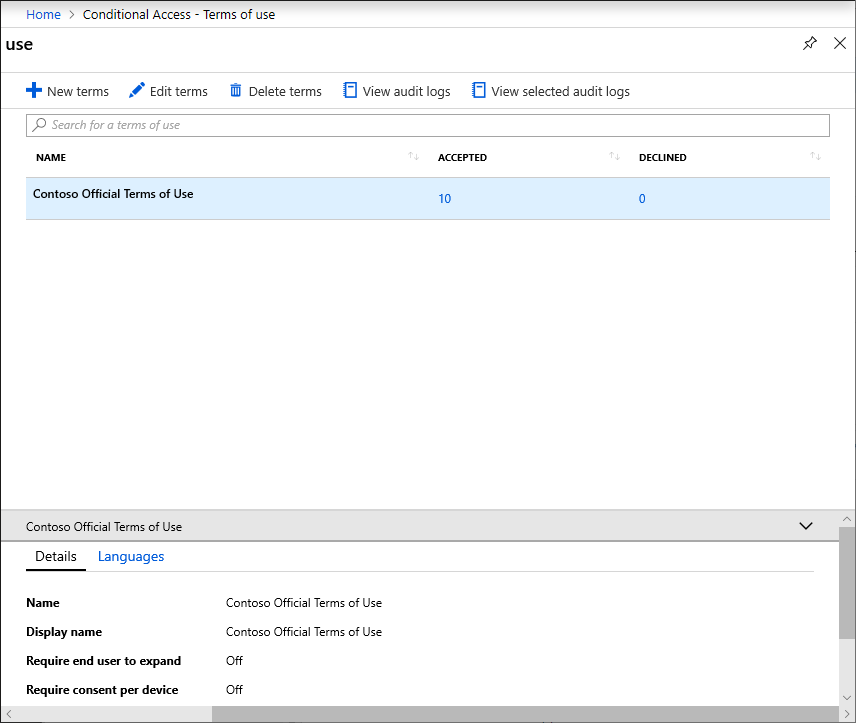 Home > Conditional Access - Terms of use
use
New terms Edit terms Delete terms View audit logs View selected audit logs
Search for a terms of use
NAME ACCEPTED DECLINED
Contoso Official Terms of Use 10 0
Contoso Official Terms of Use
Details Languages
Name Contoso Official Terms of Use
Display name Contoso Official Terms of Use
Require end user to expand Off
Require consent per device Off